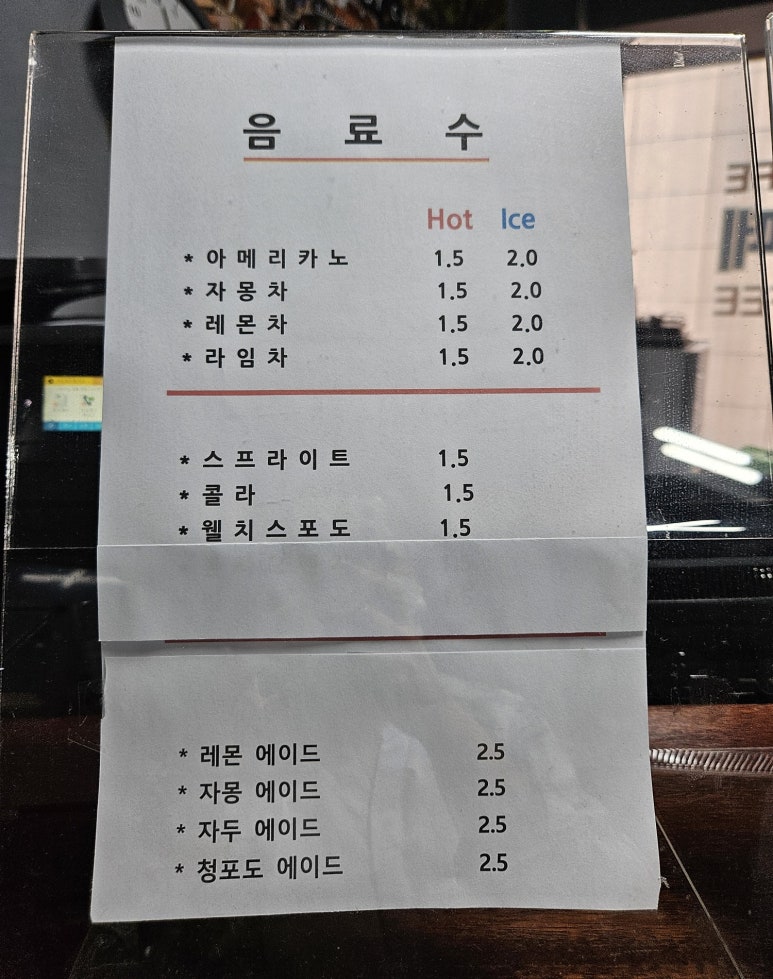 음 료 수
Hot Ice
* 아 메 리 카 노 1.5 2.0
* 자 몽 차 1.5 2.0
* 레 몬 차 1.5 2.0
* 라 임 차 1.5 2.0
* 스 프 라 이 트 1.5
* 콜 라 1.5
* 웰 치 스 포 도 1.5
* 레몬 에이드 2.5
* 자몽 에이드 2.5
* 자두 에이드 2.5
* 청포도 에이드 2.5